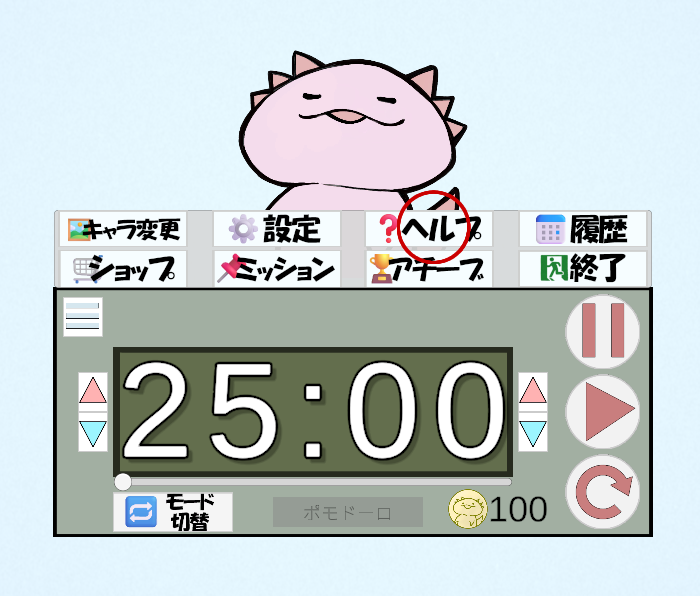 キャラ変更 設定 ヘルプ 履歴
ショップ ミッション アチーブ 終了
25:00
モード
切替
ポモドーロ
100